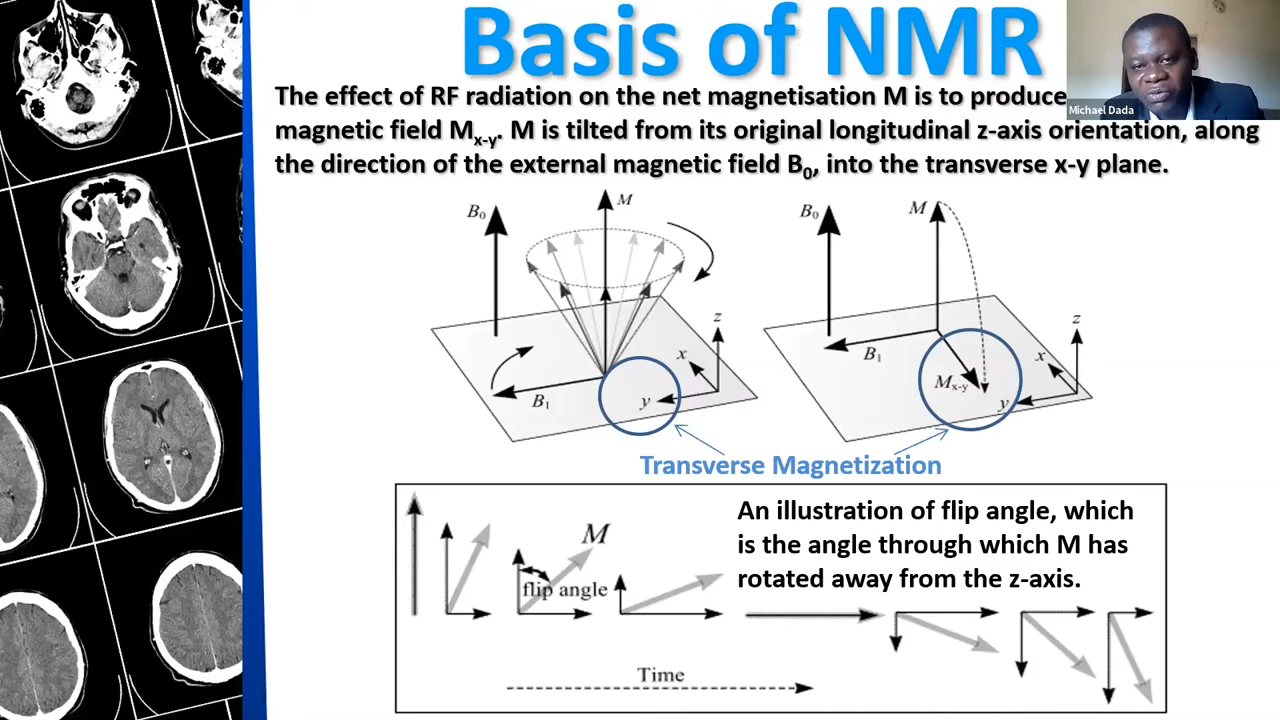 Basis of NMR
The effect of RF radiation on the net magnetisation M is to produce
Michael Dada
magnetic field Mx-y. M is tilted from its original longitudinal z-axis orientation, along
the direction of the external magnetic field B0, into the transverse x-y plane.
B0
M
z
x
B1
y
B0
M
z
x
B1
Mx-y
y
Transverse Magnetization
An illustration of flip angle, which
is the angle through which M has
rotated away from the z-axis.
M
flip angle
Time